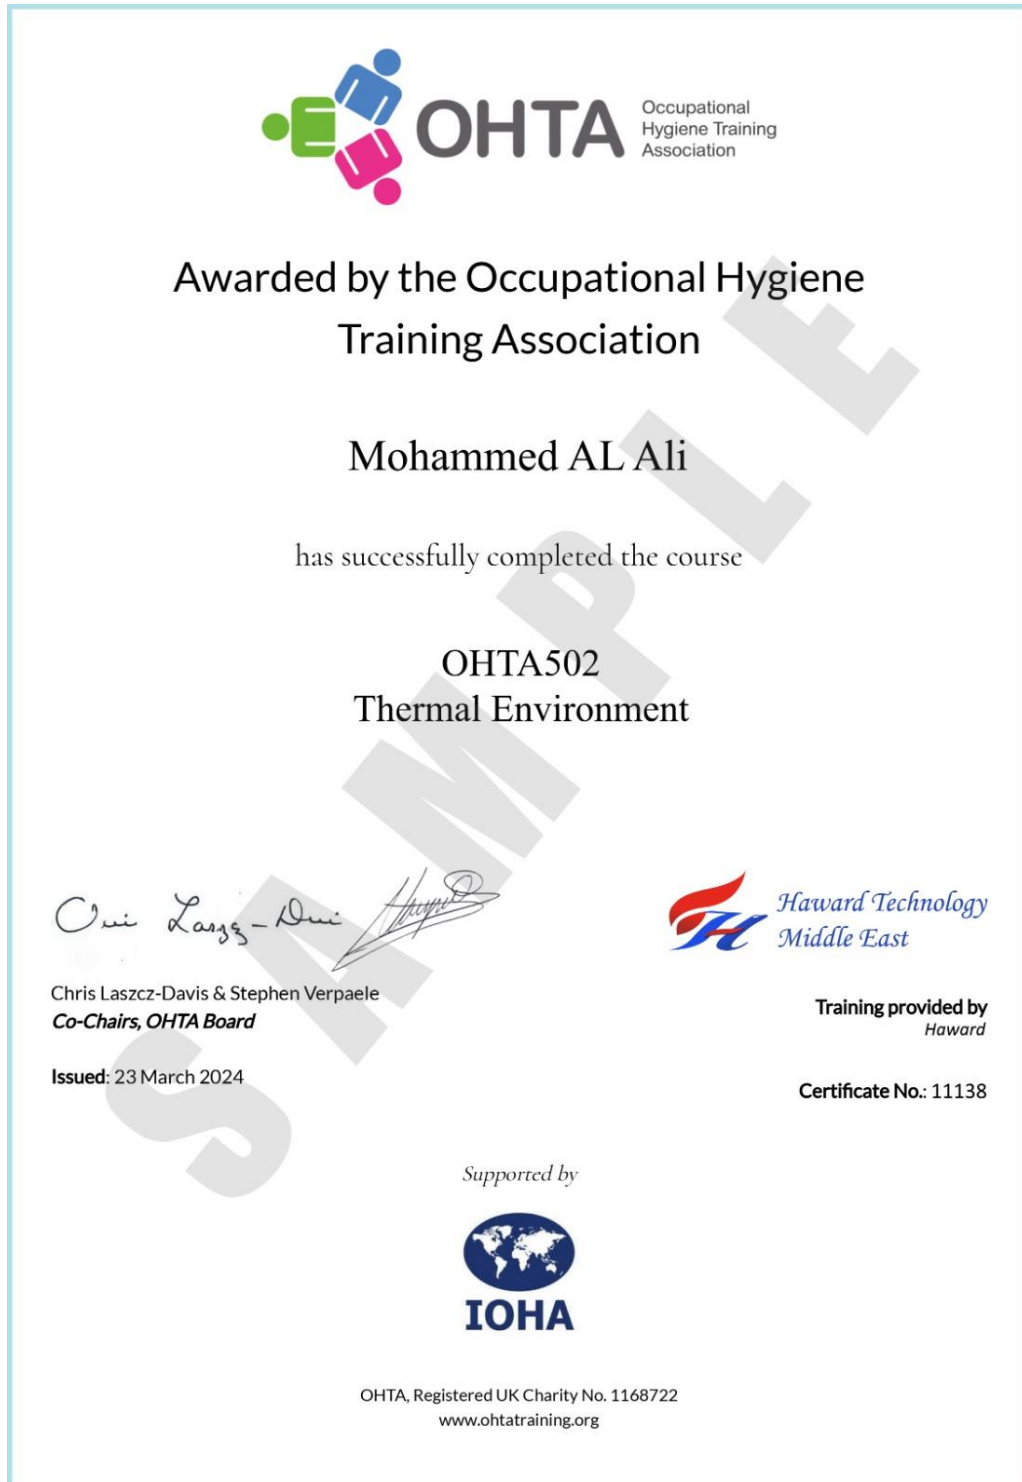 OHTA
Occupational
Hygiene Training
Association
Awarded by the Occupational Hygiene
Training Association
Mohammed AL Ali
has successfully completed the course
OHTA502
Thermal Environment
SAMPLE
Haward Technology
Middle East
Chris Laszcz-Davis & Stephen Verpaele
Co-Chairs, OHTA Board
Training provided by
Haward
Issued: 23 March 2024
Certificate No.: 11138
Supported by
IOHA
OHTA, Registered UK Charity No. 1168722
www.ohtatraining.org